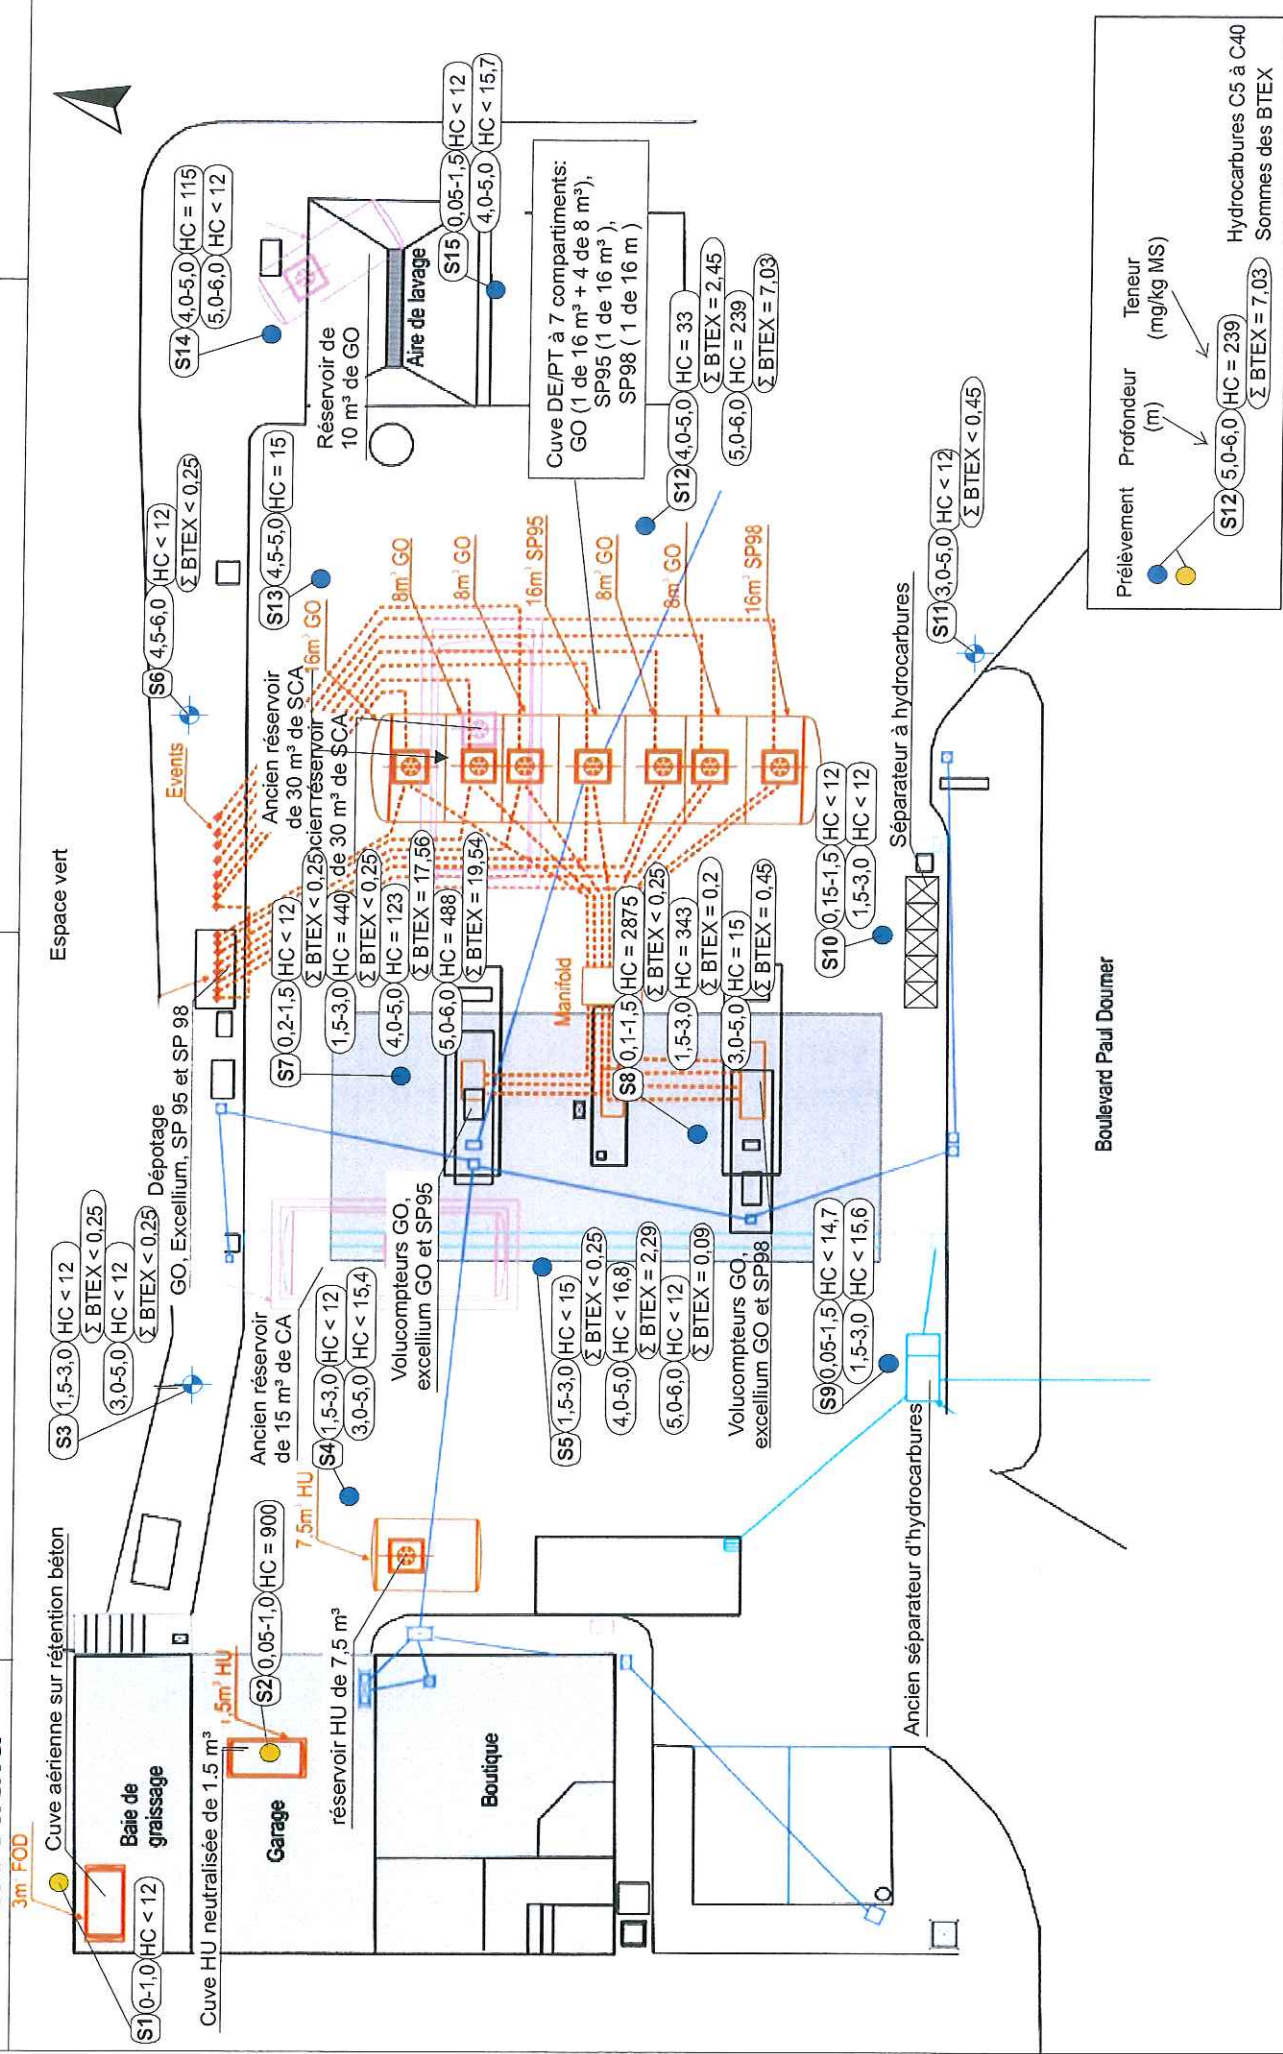 Espace vert
3m³ FOD
Cuve aérienne sur rétention béton
S1 0-1,0 HC < 12
Baie de
graissage
Cuve HU neutralisée de 1.5 m³
,5m³ HU
S2 0,05-1,0 HC = 900
Garage
réservoir HU de 7,5 m³
7,5m³ HU
Boutique
S3 1,5-3,0 HC < 12
Σ BTEX < 0,25
3,0-5,0 HC < 12
Σ BTEX < 0,25
Dépotage
GO, Excellium, SP 95 et SP 98
Ancien réservoir
de 15 m³ de CA
S4 1,5-3,0 HC < 12
3,0-5,0 HC < 15,4
Volucompteurs GO,
excellium GO et SP95
S5 1,5-3,0 HC < 15
Σ BTEX < 0,25
4,0-5,0 HC < 16,8
Σ BTEX = 2,29
5,0-6,0 HC < 12
Σ BTEX = 0,09
Volucompteurs GO,
excellium GO et SP98
S9 0,05-1,5 HC < 14,7
1,5-3,0 HC < 15,6
Ancien séparateur d'hydrocarbures
Events
S6 4,5-6,0 HC < 12
Σ BTEX < 0,25
Ancien réservoir
de 30 m³ de SCA
Ancien réservoir
de 30 m³ de SCA
S7 0,2-1,5 HC < 12
Σ BTEX < 0,25
1,5-3,0 HC = 440
Σ BTEX < 0,25
4,0-5,0 HC = 123
Σ BTEX = 17,56
5,0-6,0 HC = 488
Σ BTEX = 19,54
Manifold
S8 0,1-1,5 HC = 2875
Σ BTEX < 0,25
1,5-3,0 HC = 343
Σ BTEX = 0,2
3,0-5,0 HC = 15
Σ BTEX = 0,45
S10 0,15-1,5 HC < 12
1,5-3,0 HC < 12
Séparateur à hydrocarbures
S13 4,5-5,0 HC = 15
16m³ GO
8m³ GO
8m³ GO
16m³ SP95
8m³ GO
8m³ GO
16m³ SP98
S14 4,0-5,0 HC = 115
5,0-6,0 HC < 12
Réservoir de
10 m³ de GO
Aire de lavage
S15 0,05-1,5 HC < 12
4,0-5,0 HC < 15,7
Cuve DE/PT à 7 compartiments:
GO (1 de 16 m³ + 4 de 8 m³),
SP95 (1 de 16 m³ ),
SP98 ( 1 de 16 m )
S12 4,0-5,0 HC = 33
Σ BTEX = 2,45
5,0-6,0 HC = 239
Σ BTEX = 7,03
S11 3,0-5,0 HC < 12
Σ BTEX < 0,45
Boulevard Paul Doumer
Prélèvement Profondeur Teneur
(m) (mg/kg MS)
S12 5,0-6,0 HC = 239 Hydrocarbures C5 à C40
Σ BTEX = 7,03 Sommes des BTEX